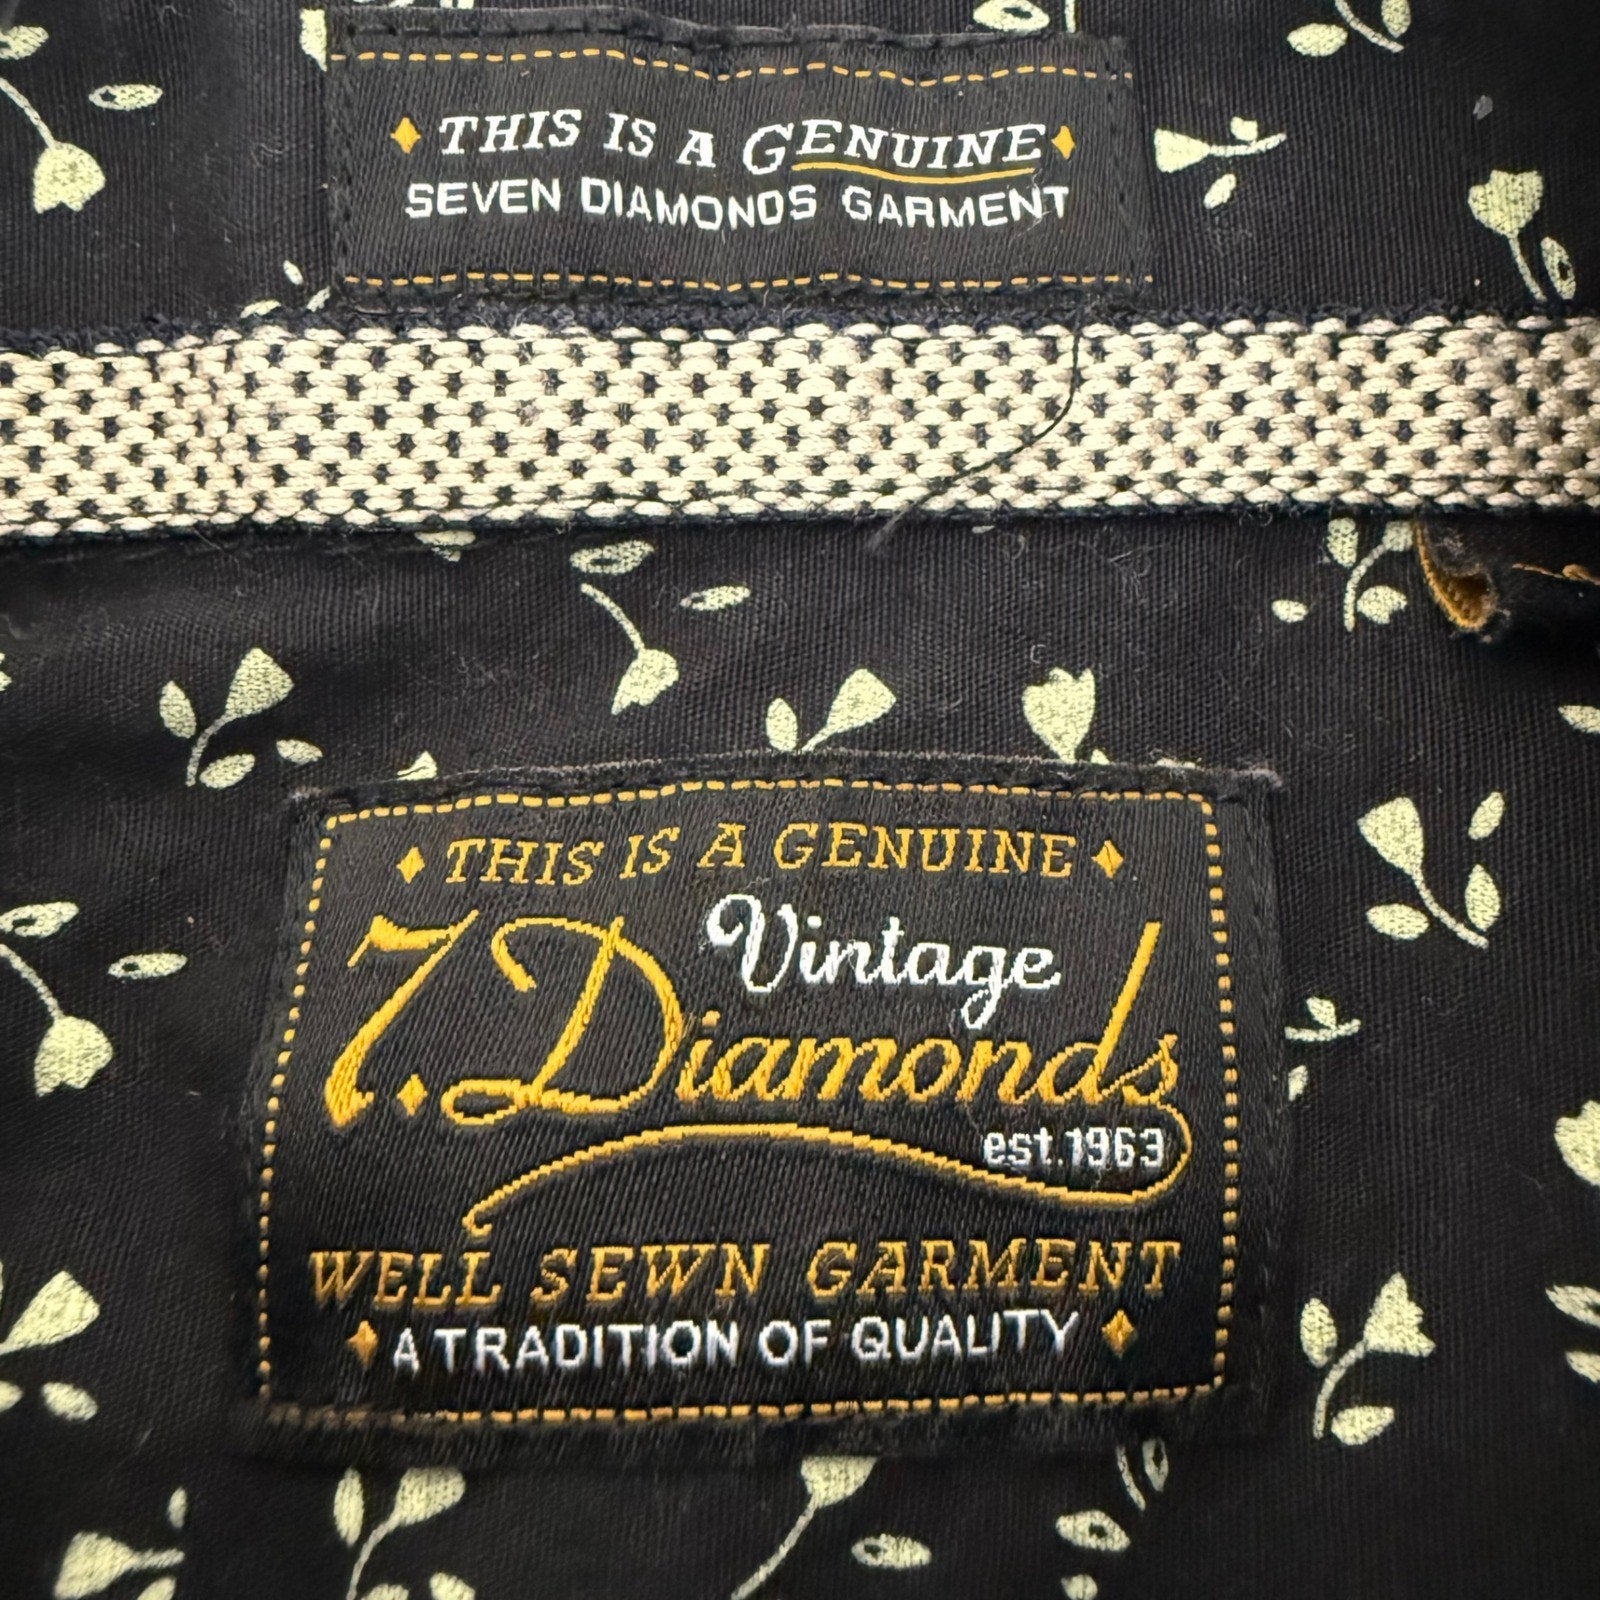 THIS IS A GENUINE
SEVEN DIAMONDS GARMENT
THIS IS A GENUINE
Vintage
7.Diamonds
est.1963
WELL SEWN GARMENT
A TRADITION OF QUALITY